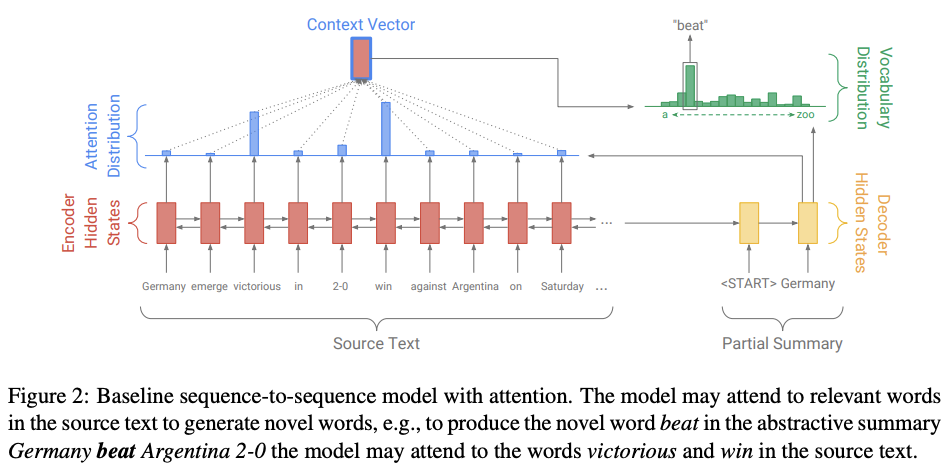 Context Vector
"beat"
Vocabulary
Distribution
a
zoo
Attention
Distribution
Encoder
Hidden
States
...
Decoder
Hidden States
Germany emerge victorious in 2-0 win against Argentina on Saturday ...
<START> Germany
Source Text
Partial Summary
Figure 2: Baseline sequence-to-sequence model with attention. The model may attend to relevant words
in the source text to generate novel words, e.g., to produce the novel word beat in the abstractive summary
Germany beat Argentina 2-0 the model may attend to the words victorious and win in the source text.